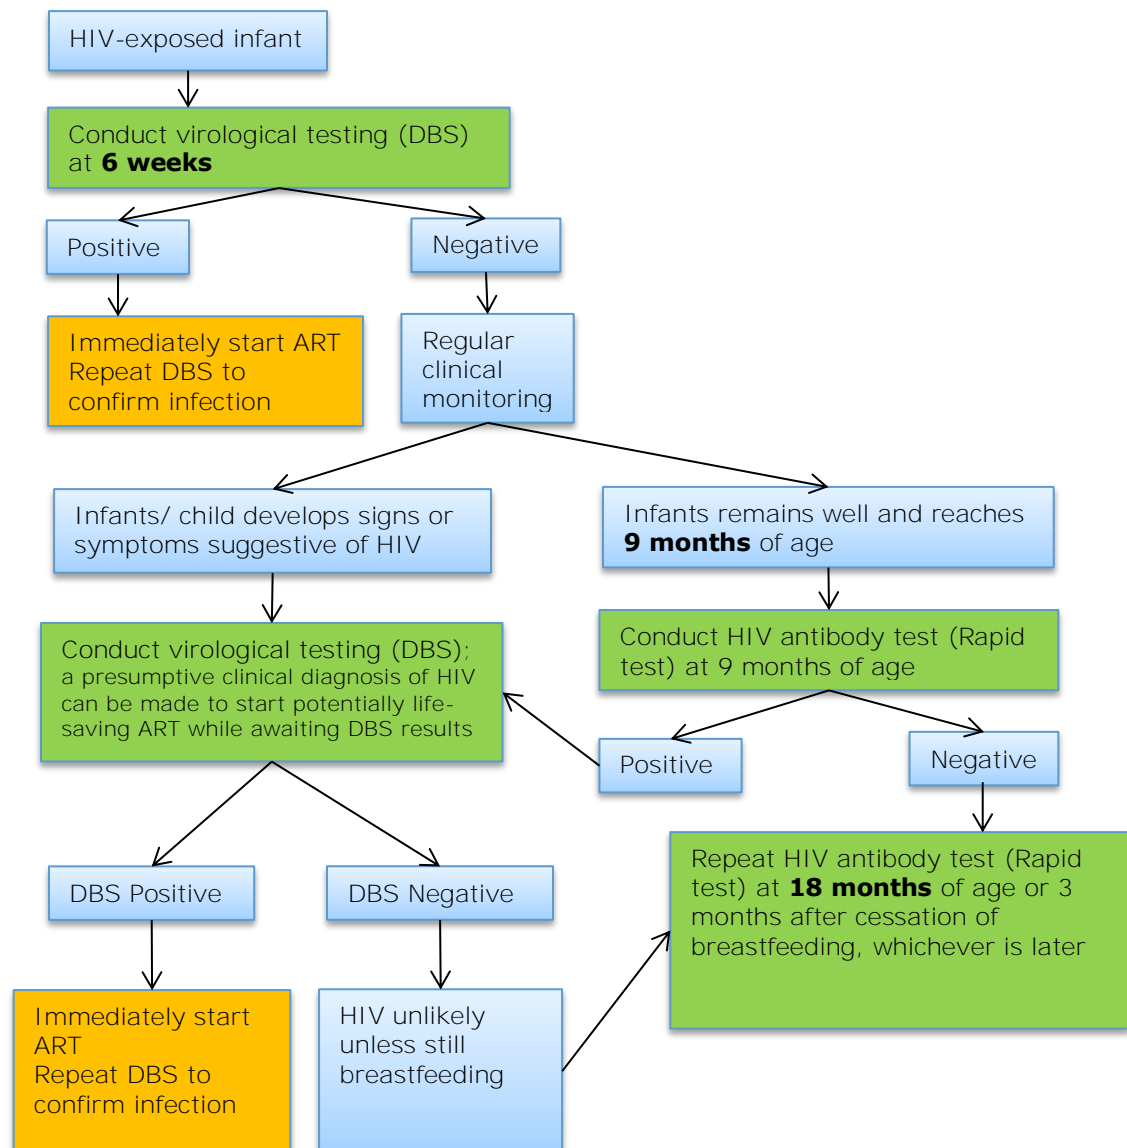 HIV-exposed infant
Conduct virological testing (DBS)
at 6 weeks
Positive
Negative
Immediately start ART
Repeat DBS to
confirm infection
Regular
clinical
monitoring
Infants/ child develops signs or
symptoms suggestive of HIV
Infants remains well and reaches
9 months of age
Conduct virological testing (DBS);
a presumptive clinical diagnosis of HIV
can be made to start potentially life-
saving ART while awaiting DBS results
Conduct HIV antibody test (Rapid
test) at 9 months of age
Positive
Negative
DBS Positive
DBS Negative
Repeat HIV antibody test (Rapid
test) at 18 months of age or 3
months after cessation of
breastfeeding, whichever is later
Immediately start
ART
Repeat DBS to
confirm infection
HIV unlikely
unless still
breastfeeding